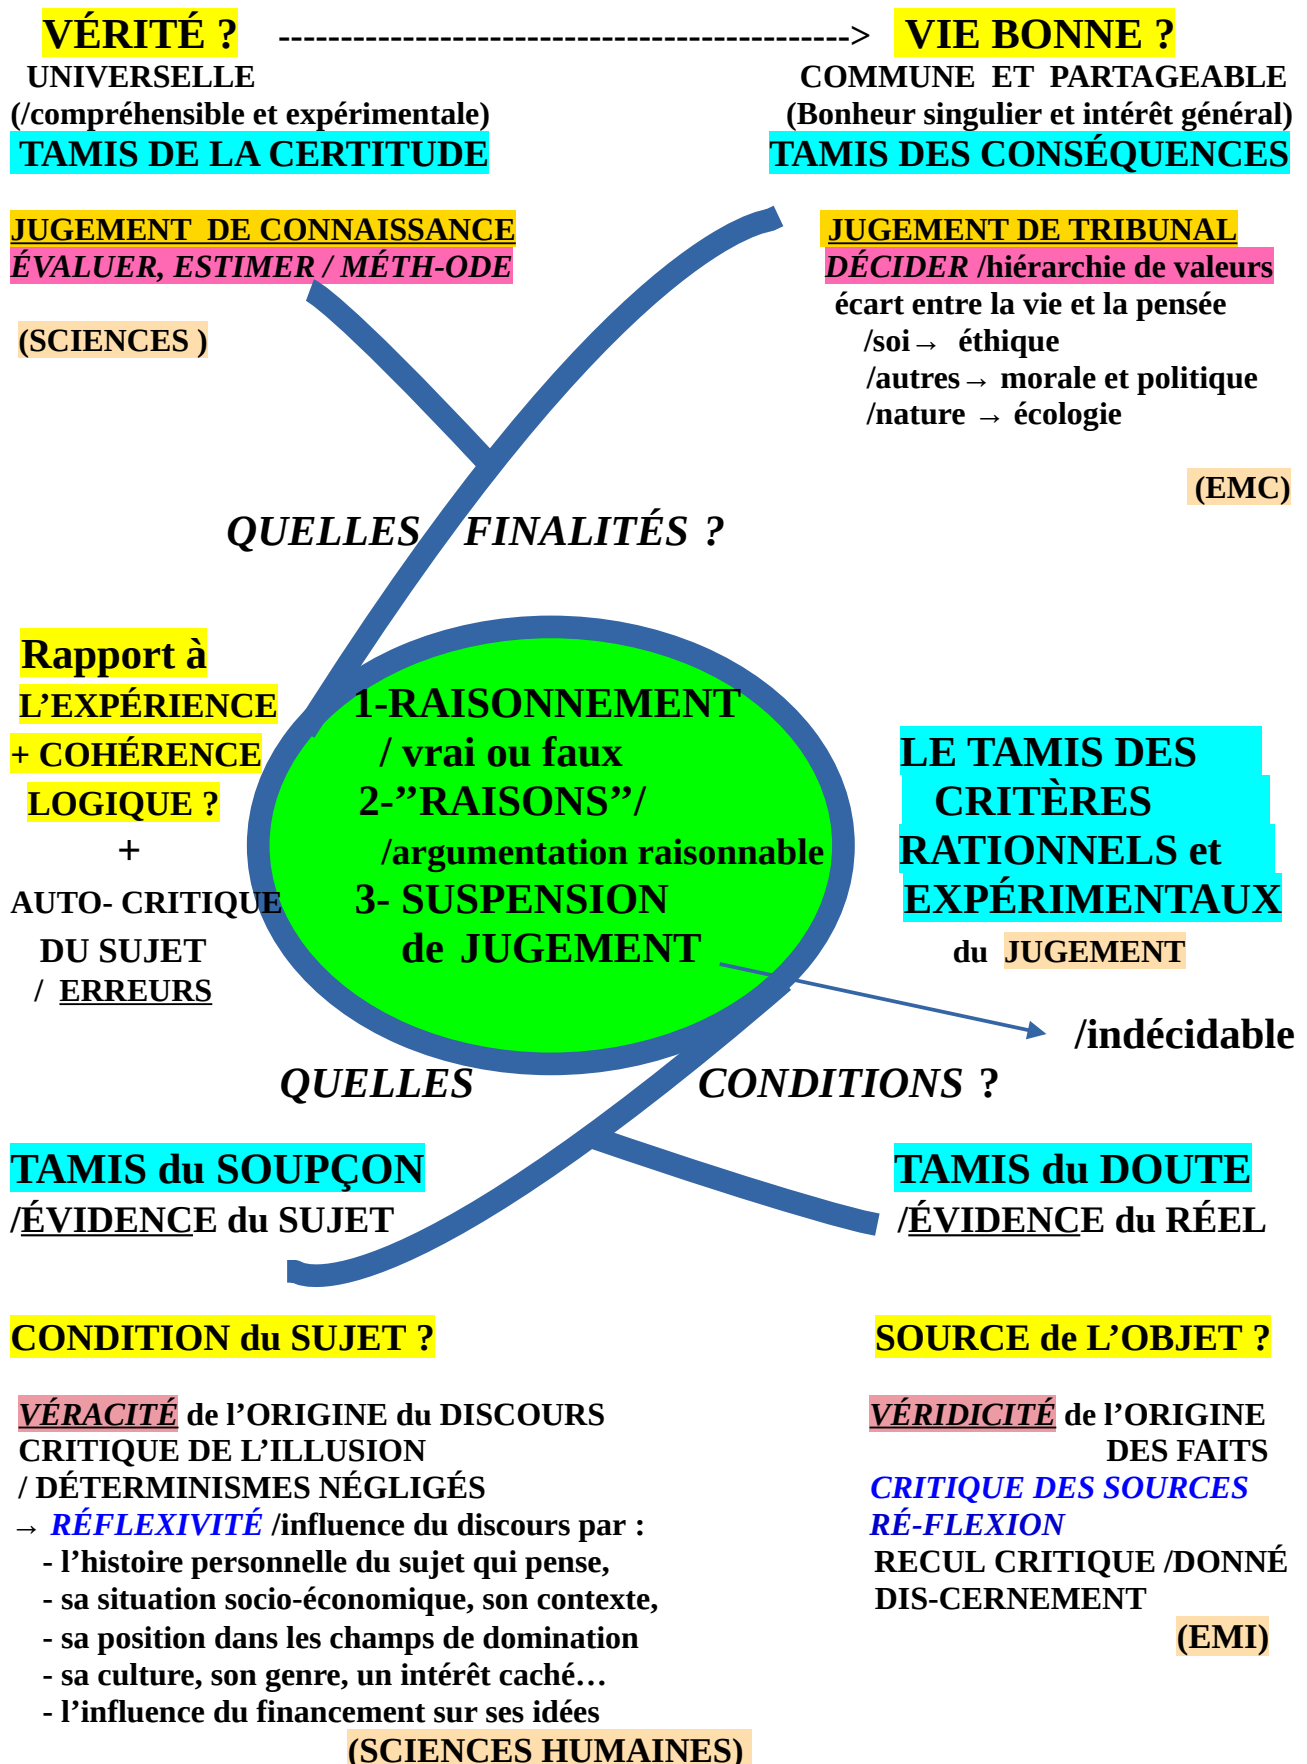 VÉRITÉ ? ----------------------------------------------> VIE BONNE ?
UNIVERSELLE
COMMUNE ET PARTAGEABLE
(/compréhensible et expérimentale)
(Bonheur singulier et intérêt général)
TAMIS DE LA CERTITUDE
TAMIS DES CONSÉQUENCES
JUGEMENT DE CONNAISSANCE
ÉVALUER, ESTIMER / MÉTH-ODE
(SCIENCES )
JUGEMENT DE TRIBUNAL
DÉCIDER /hiérarchie de valeurs
écart entre la vie et la pensée
/soi→ éthique
/autres→ morale et politique
/nature → écologie
(EMC)
QUELLES FINALITÉS ?
Rapport à
L’EXPÉRIENCE
+ COHÉRENCE
LOGIQUE ?
+
AUTO- CRITIQUE
DU SUJET
/ ERREURS
1-RAISONNEMENT
/ vrai ou faux
2-’’RAISONS’’/
/argumentation raisonnable
3- SUSPENSION
de JUGEMENT
LE TAMIS DES
CRITÈRES
RATIONNELS et
EXPÉRIMENTAUX
du JUGEMENT
/indécidable
QUELLES CONDITIONS ?
TAMIS du SOUPÇON
/ÉVIDENCE du SUJET
TAMIS du DOUTE
/ÉVIDENCE du RÉEL
CONDITION du SUJET ?
VÉRACITÉ de l’ORIGINE du DISCOURS
CRITIQUE DE L’ILLUSION
/ DÉTERMINISMES NÉGLIGÉS
→ RÉFLEXIVITÉ /influence du discours par :
- l’histoire personnelle du sujet qui pense,
- sa situation socio-économique, son contexte,
- sa position dans les champs de domination
- sa culture, son genre, un intérêt caché…
- l’influence du financement sur ses idées
(SCIENCES HUMAINES)
SOURCE de L’OBJET ?
VÉRIDICITÉ de l’ORIGINE
DES FAITS
CRITIQUE DES SOURCES
RÉ-FLEXION
RECUL CRITIQUE /DONNÉ
DIS-CERNEMENT
(EMI)